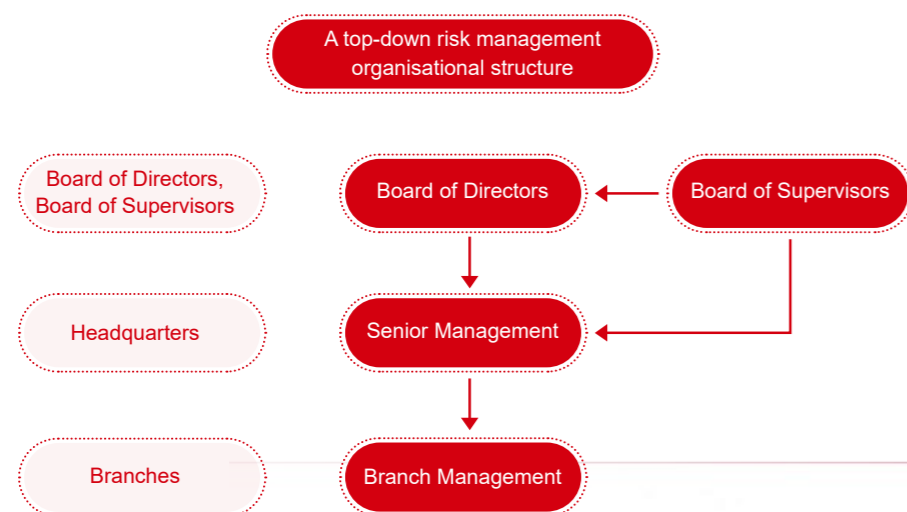 A top-down risk management
organisational structure
Board of Directors,
Board of Supervisors
Board of Directors
Board of Supervisors
Headquarters
Senior Management
Branches
Branch Management